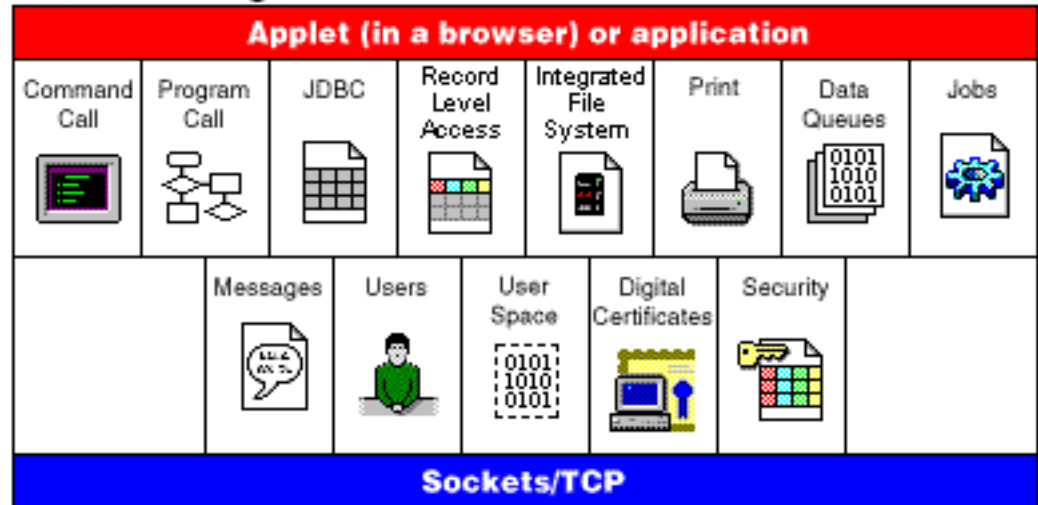 Applet (in a browser) or application
Command
Call
Program
Call
JDBC
Record
Level
Access
Integrated
File
System
Print
Data
Queues
Jobs
0101
1010
0101
Messages
Users
User
Space
Digital
Certificates
Security
0101
1010
0101
Sockets/TCP